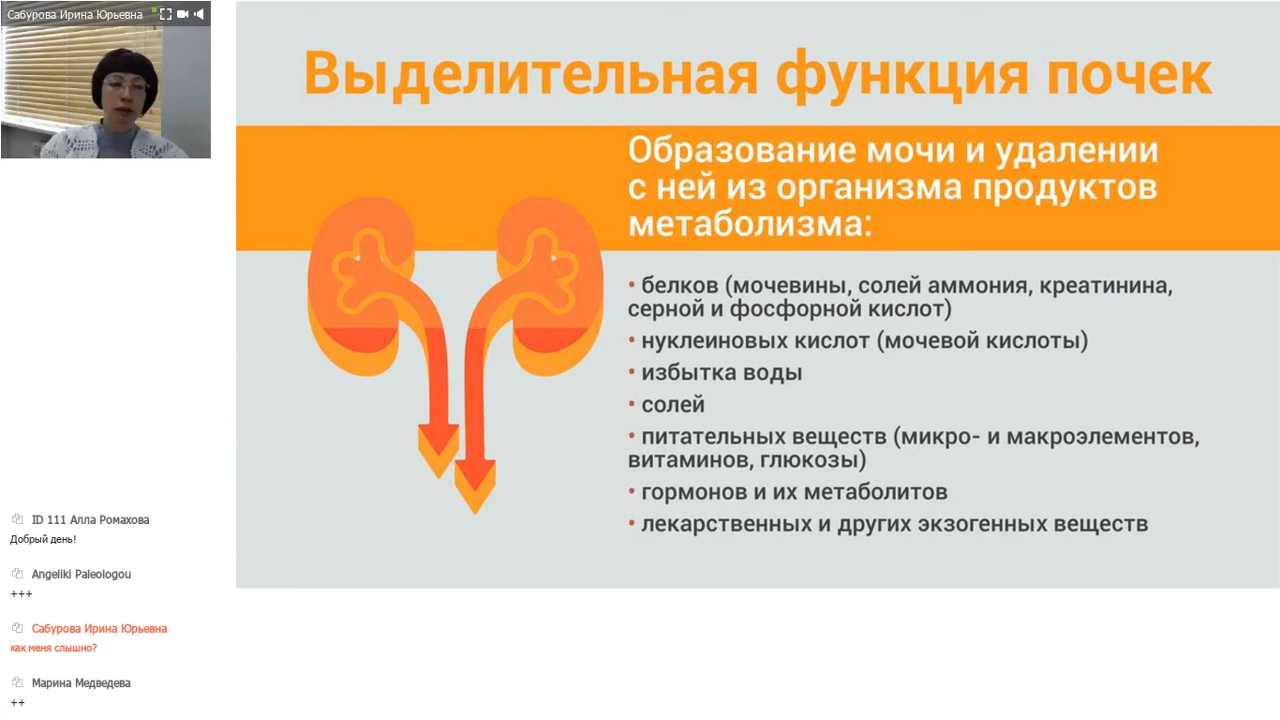 Сабурова Ирина Юрьевна
Выделительная функция почек
Образование мочи и удалении
с ней из организма продуктов
метаболизма:
• белков (мочевины, солей аммония, креатинина,
серной и фосфорной кислот)
• нуклеиновых кислот (мочевой кислоты)
• избытка воды
• солей
• питательных веществ (микро- и макроэлементов,
витаминов, глюкозы)
• гормонов и их метаболитов
• лекарственных и других экзогенных веществ
ID 111 Алла Ромахова
Добрый день!
Angeliki Paleologou
+++
Сабурова Ирина Юрьевна
как меня слышно?
Марина Медведева
++